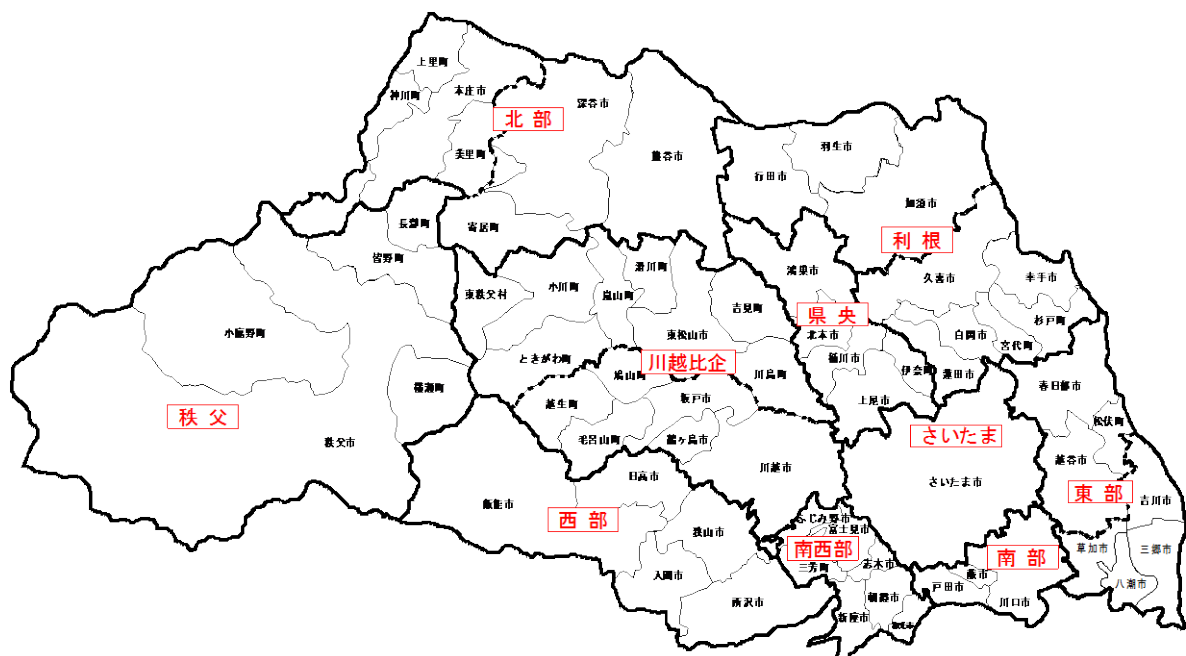 上里町
神川町
本庄市
深谷市
北部
美里町
熊谷市
羽生市
行田市
加須市
利根
長瀞町
寄居町
皆野町
滑川町
鴻巣市
久喜市
幸手市
東秩父村
小川町
嵐山町
吉見町
杉戸町
県央
小鹿野町
東松山市
北本市
白岡市
宮代町
ときがわ町
川越比企
桶川市
伊奈町
蓮田市
鳩山町
川島町
横瀬町
春日部市
越生町
坂戸市
上尾市
秩父
松伏町
毛呂山町
鶴ヶ島市
さいたま
秩父市
越谷市
川越市
日高市
さいたま市
東部
吉川市
飯能市
西部
ふじみ野市
富士見市
狭山市
南西部
南部
草加市
三郷市
三芳町
志木市
入間市
蕨市
戸田市
八潮市
所沢市
朝霞市
川口市
新座市